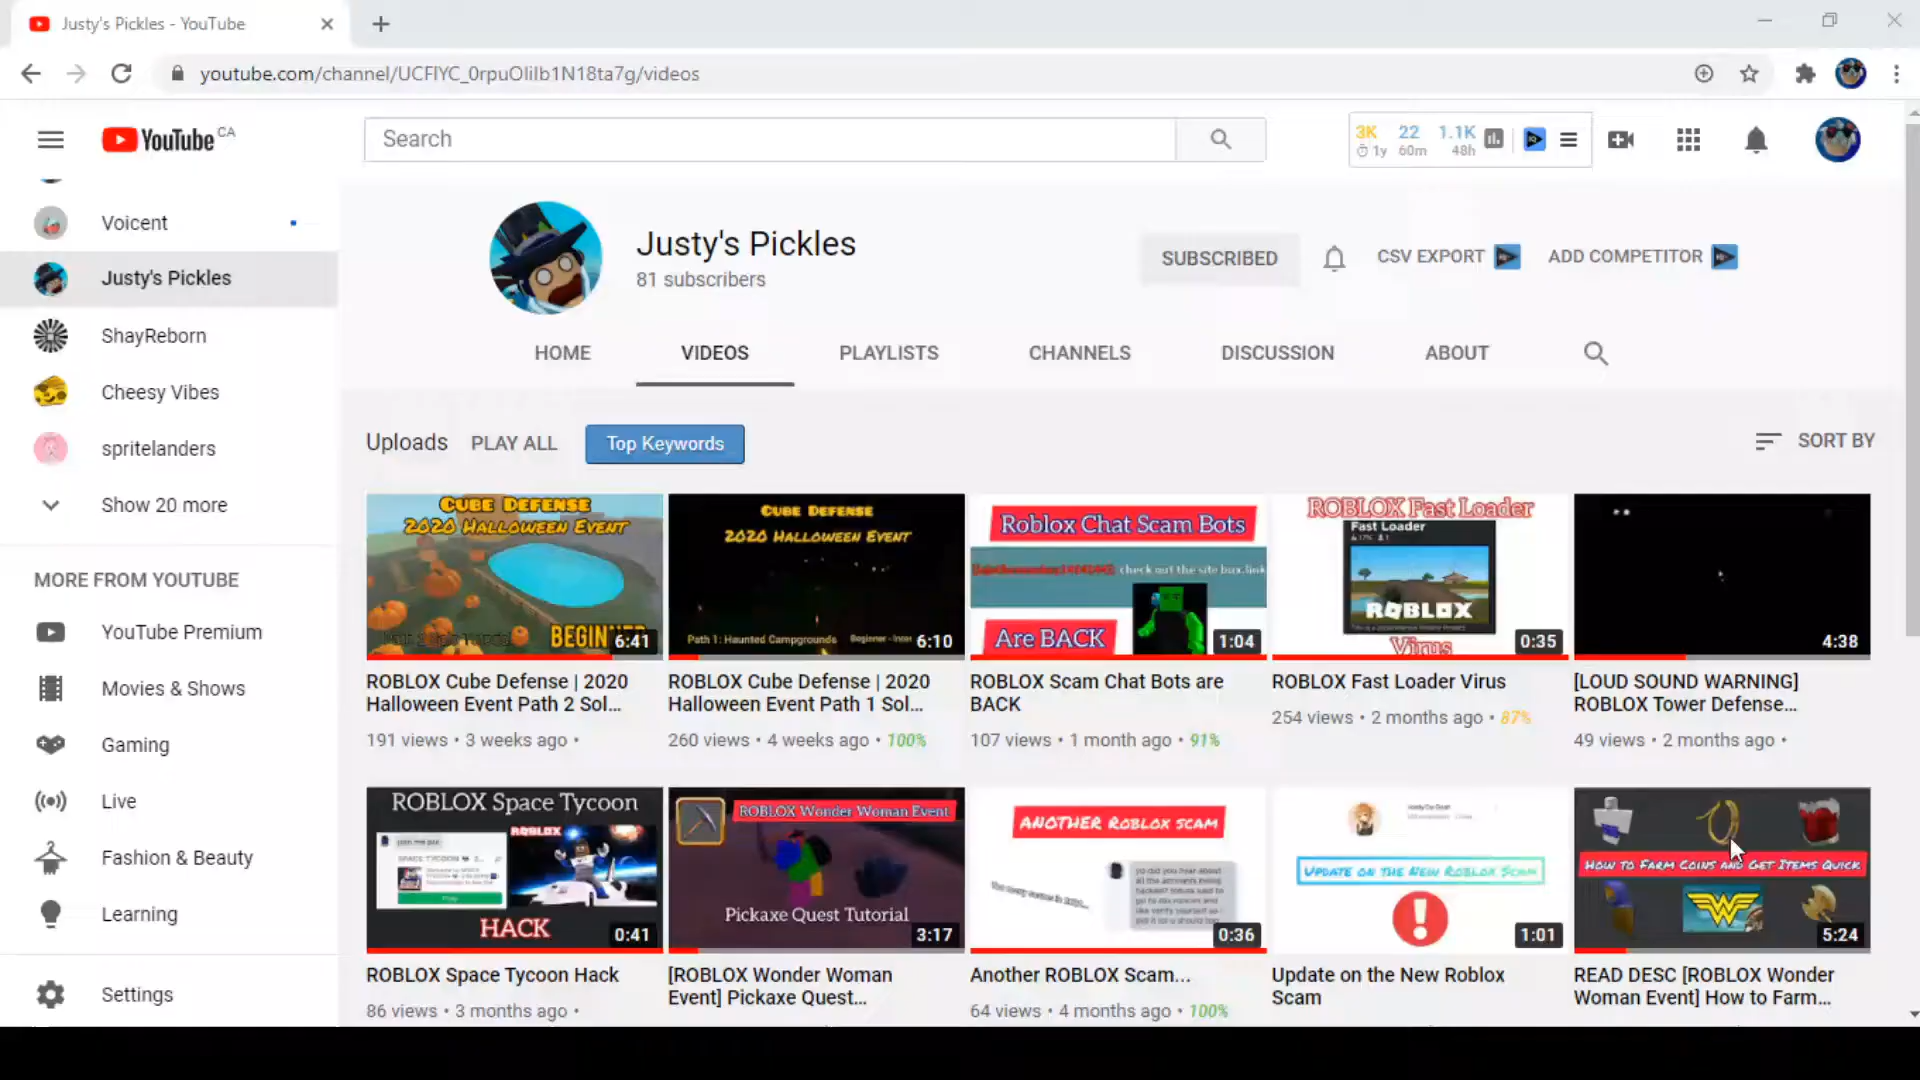 Justy's Pickles - YouTube
youtube.com/channel/UCFIYC_0rpuOIiIb1N18ta7g/videos
YouTube CA
Search
3K 22 1.1K
1y 60m 48h
Voicent
Justy's Pickles
ShayReborn
Cheesy Vibes
spritelanders
Show 20 more
MORE FROM YOUTUBE
YouTube Premium
Movies & Shows
Gaming
Live
Fashion & Beauty
Learning
Settings
Justy's Pickles
81 subscribers
SUBSCRIBED
CSV EXPORT
ADD COMPETITOR
HOME VIDEOS PLAYLISTS CHANNELS DISCUSSION ABOUT
Uploads PLAY ALL Top Keywords
SORT BY
CUBE DEFENSE
2020 HALLOWEEN EVENT
6:41
ROBLOX Cube Defense | 2020
Halloween Event Path 2 Sol...
191 views • 3 weeks ago •
CUBE DEFENSE
2020 HALLOWEEN EVENT
Path 1: Haunted Campgrounds
6:10
ROBLOX Cube Defense | 2020
Halloween Event Path 1 Sol...
260 views • 4 weeks ago • 100%
Roblox Chat Scam Bots
check out the site bux.link
Are BACK
1:04
ROBLOX Scam Chat Bots are
BACK
107 views • 1 month ago • 91%
ROBLOX Fast Loader
Fast Loader
ROBLOX
Virus
0:35
ROBLOX Fast Loader Virus
254 views • 2 months ago • 87%
4:38
[LOUD SOUND WARNING]
ROBLOX Tower Defense...
49 views • 2 months ago •
ROBLOX Space Tycoon
ROBLOX
HACK
0:41
ROBLOX Space Tycoon Hack
86 views • 3 months ago •
ROBLOX Wonder Woman Event
Pickaxe Quest Tutorial
3:17
[ROBLOX Wonder Woman
Event] Pickaxe Quest...
ANOTHER ROBLOX SCAM
0:36
Another ROBLOX Scam...
64 views • 4 months ago • 100%
UPDATE ON THE NEW ROBLOX SCAM
1:01
Update on the New Roblox
Scam
HOW TO FARM COINS AND GET ITEMS QUICK
5:24
READ DESC [ROBLOX Wonder
Woman Event] How to Farm...